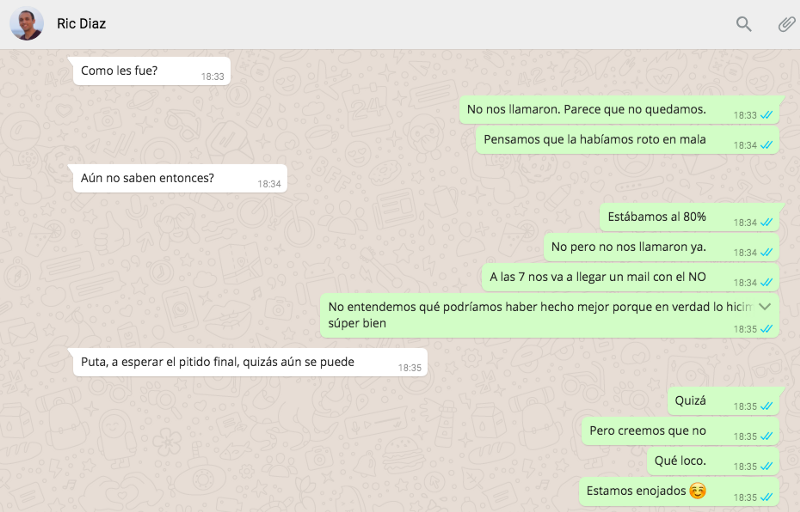 Ric Diaz
Como les fue?
18:33
No nos llamaron. Parece que no quedamos.
18:33
Pensamos que la habíamos roto en mala
18:34
Aún no saben entonces?
18:34
Estábamos al 80%
18:34
No pero no nos llamaron ya.
18:34
A las 7 nos va a llegar un mail con el NO
18:34
No entendemos qué podríamos haber hecho mejor porque en verdad lo
súper bien
18:35
Puta, a esperar el pitido final, quizás aún se puede
18:35
Quizá
18:35
Pero creemos que no
18:35
Qué loco.
18:35
Estamos enojados ☺️
18:35